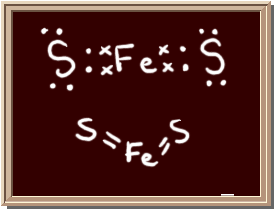 S :× Fe ×: S
S = Fe = S